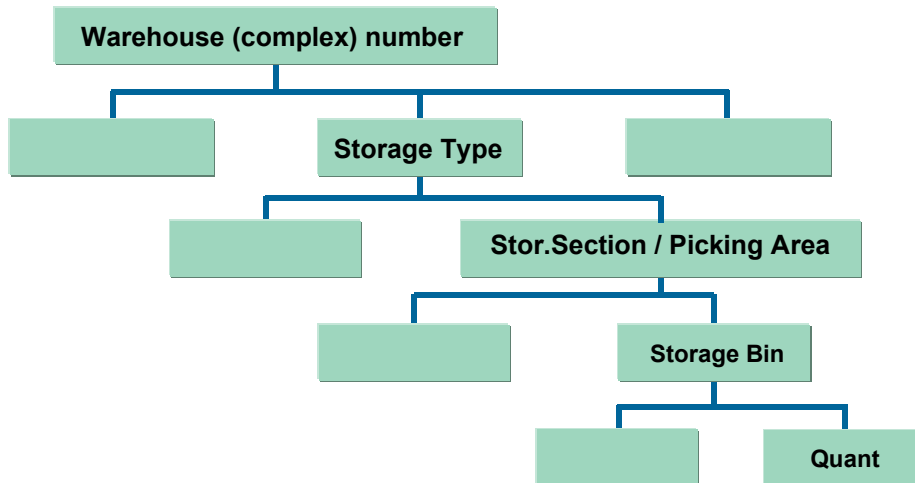 Warehouse (complex) number
Storage Type
Stor.Section / Picking Area
Storage Bin
Quant